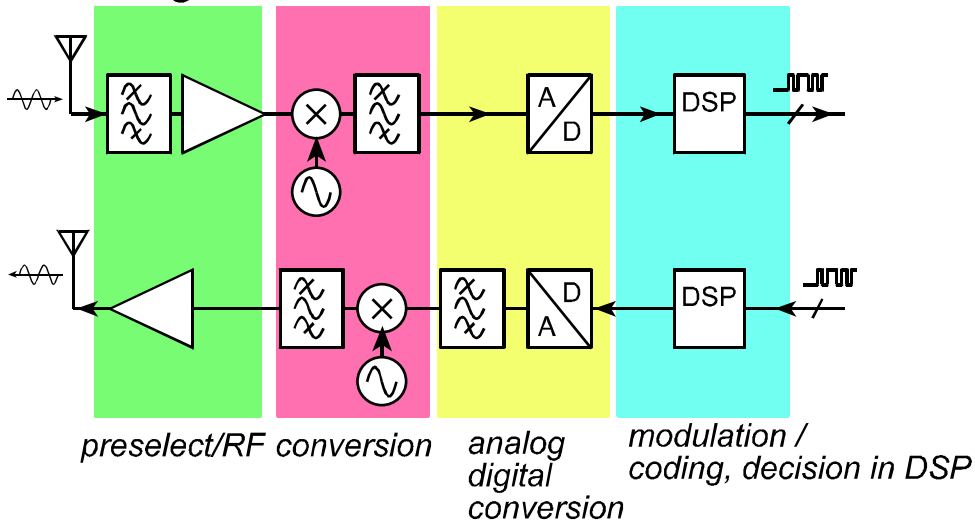 A
D
DSP
D
A
DSP
preselect/RF
conversion
analog
digital
conversion
modulation /
coding, decision in DSP